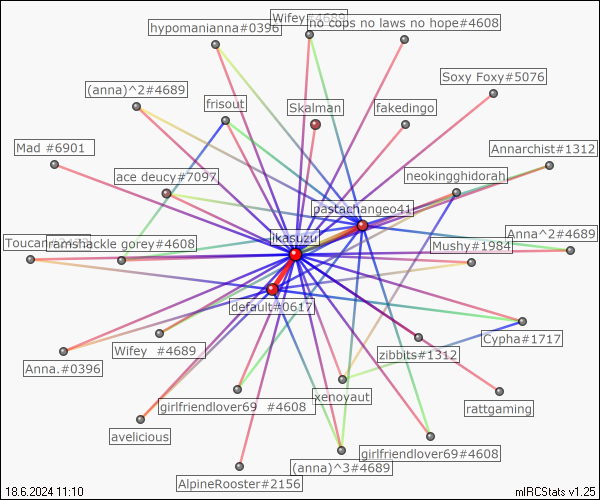 Wifey#4689
no cops no laws no hope#4608
hypomanianna#0396
Soxy Foxy#5076
(anna)^2#4689
frisout
Skalman
fakedingo
Mad #6901
Annarchist#1312
ace deucy#7097
neokingghidorah
pastachangeo41
Anna^2#4689
likasuzu
Toucan
ramshackle gorey#4608
Mushy#1984
default#0617
Cypha#1717
Wifey #4689
zibbits#1312
Anna.#0396
xenoyaut
rattgaming
girlfriendlover69 #4608
avelicious
girlfriendlover69#4608
(anna)^3#4689
AlpineRooster#2156
18.6.2024 11:10
mIRCStats v1.25